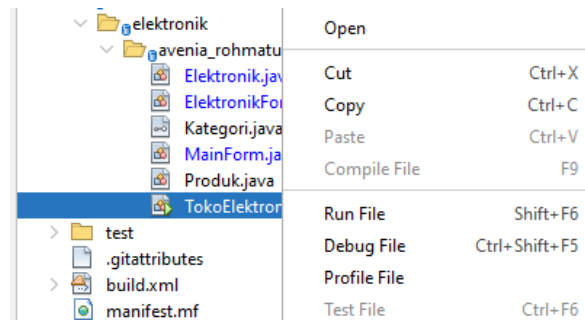 elektronik
avenia_rohmatu
Elektronik.jav
ElektronikFor
Kategori.java
MainForm.ja
Produk.java
TokoElektron
test
.gitattributes
build.xml
manifest.mf
Open
Cut Ctrl+X
Copy Ctrl+C
Paste Ctrl+V
Compile File F9
Run File Shift+F6
Debug File Ctrl+Shift+F5
Profile File
Test File Ctrl+F6